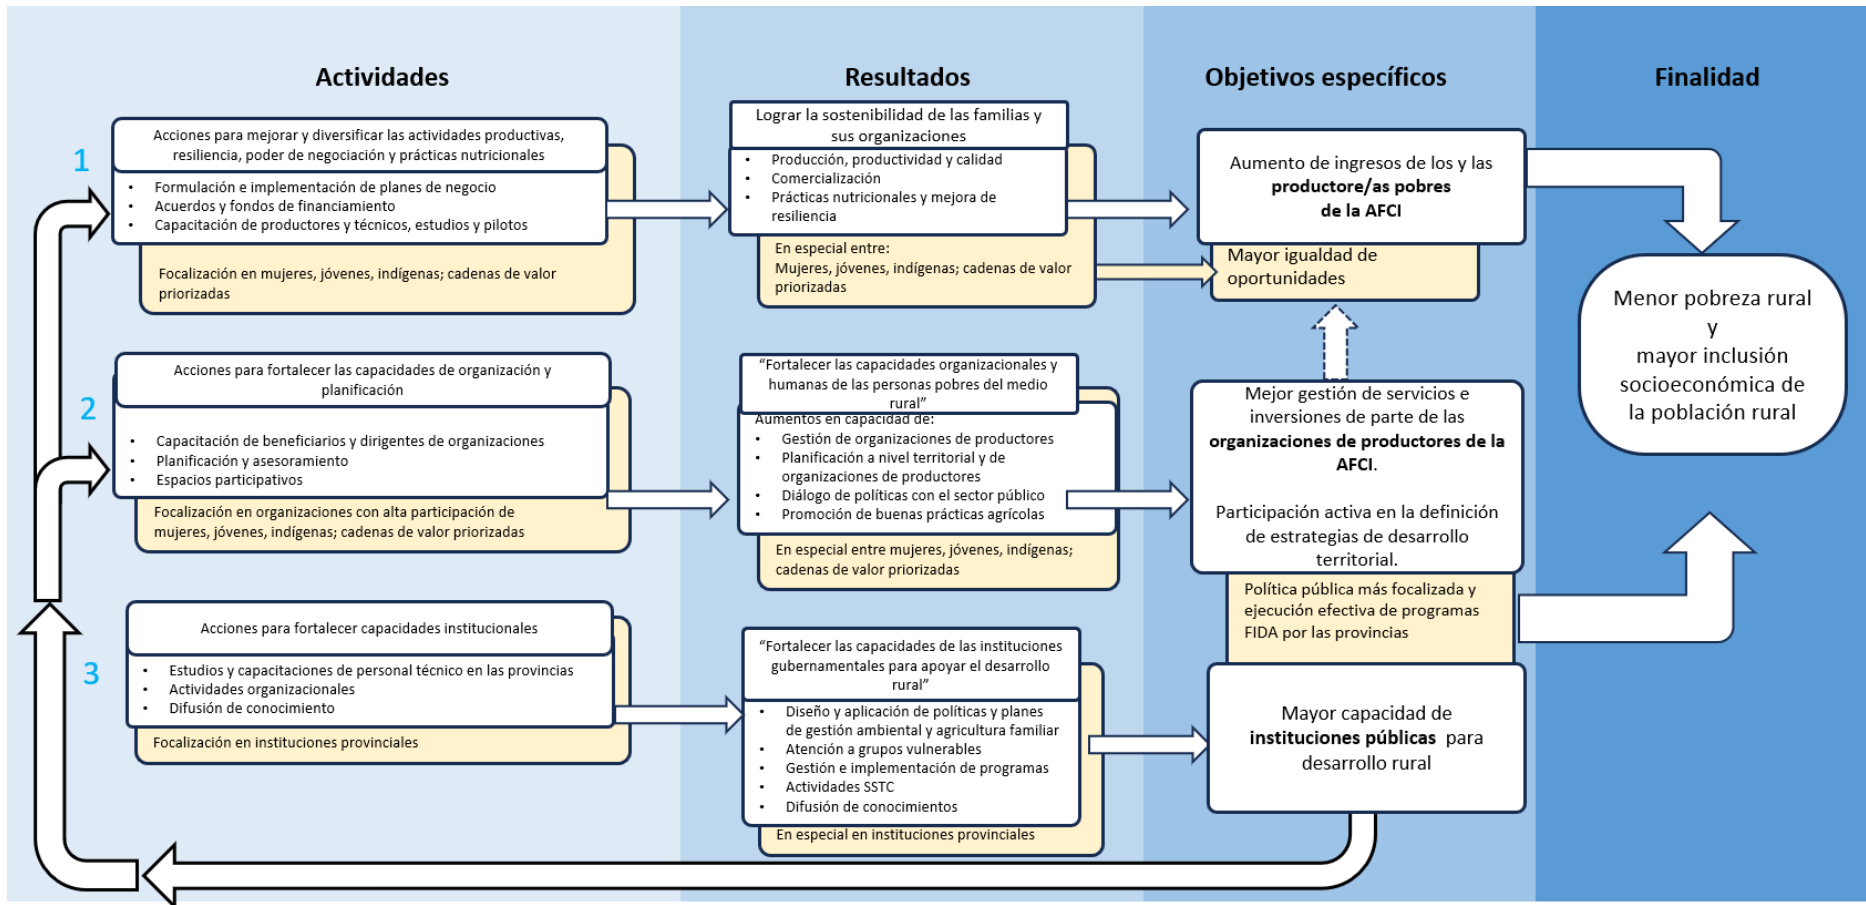 Actividades
Resultados
Objetivos específicos
Finalidad
1
Acciones para mejorar y diversificar las actividades productivas,
resiliencia, poder de negociación y prácticas nutricionales
• Formulación e implementación de planes de negocio
• Acuerdos y fondos de financiamiento
• Capacitación de productores y técnicos, estudios y pilotos
Focalización en mujeres, jóvenes, indígenas; cadenas de valor
priorizadas
Lograr la sostenibilidad de las familias y
sus organizaciones
• Producción, productividad y calidad
• Comercialización
• Prácticas nutricionales y mejora de
resiliencia
En especial entre:
Mujeres, jóvenes, indígenas; cadenas de valor
priorizadas
Aumento de ingresos de los y las
productore/as pobres
de la AFCI
Mayor igualdad de
oportunidades
2
Acciones para fortalecer las capacidades de organización y
planificación
• Capacitación de beneficiarios y dirigentes de organizaciones
• Planificación y asesoramiento
• Espacios participativos
Focalización en organizaciones con alta participación de
mujeres, jóvenes, indígenas; cadenas de valor priorizadas
“Fortalecer las capacidades organizacionales y
humanas de las personas pobres del medio
rural”
Aumentos en capacidad de:
• Gestión de organizaciones de productores
• Planificación a nivel territorial y de
organizaciones de productores
• Diálogo de políticas con el sector público
• Promoción de buenas prácticas agrícolas
En especial entre mujeres, jóvenes, indígenas;
cadenas de valor priorizadas
Mejor gestión de servicios e
inversiones de parte de las
organizaciones de productores de la
AFCI.
Participación activa en la definición
de estrategias de desarrollo
territorial.
Política pública más focalizada y
ejecución efectiva de programas
FIDA por las provincias
3
Acciones para fortalecer capacidades institucionales
• Estudios y capacitaciones de personal técnico en las provincias
• Actividades organizacionales
• Difusión de conocimiento
Focalización en instituciones provinciales
“Fortalecer las capacidades de las instituciones
gubernamentales para apoyar el desarrollo
rural”
• Diseño y aplicación de políticas y planes
de gestión ambiental y agricultura familiar
• Atención a grupos vulnerables
• Gestión e implementación de programas
• Actividades SSTC
• Difusión de conocimientos
En especial en instituciones provinciales
Mayor capacidad de
instituciones públicas para
desarrollo rural
Menor pobreza rural
y
mayor inclusión
socioeconómica de
la población rural